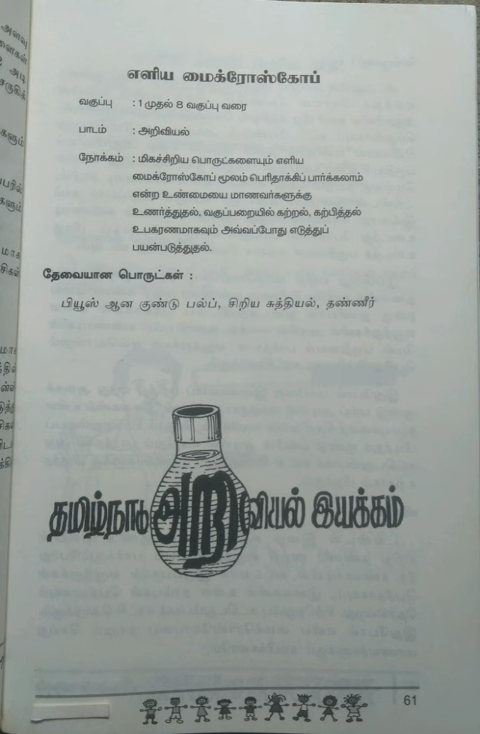 எளிய மைக்ரோஸ்கோப்
வகுப்பு : 1 முதல் 8 வகுப்பு வரை
பாடம் : அறிவியல்
நோக்கம் : மிகச்சிறிய பொருட்களையும் எளிய
மைக்ரோஸ்கோப் மூலம் பெரிதாக்கிப் பார்க்கலாம்
என்ற உண்மையை மாணவர்களுக்கு
உணர்த்துதல், வகுப்பறையில் கற்றல், கற்பித்தல்
உபகரணமாகவும் அவ்வப்போது எடுத்துப்
பயன்படுத்துதல்.
தேவையான பொருட்கள் :
பியூஸ் ஆன குண்டு பல்ப், சிறிய சுத்தியல், தண்ணீர்
தமிழ்நாடு அறிவியல் இயக்கம்
61